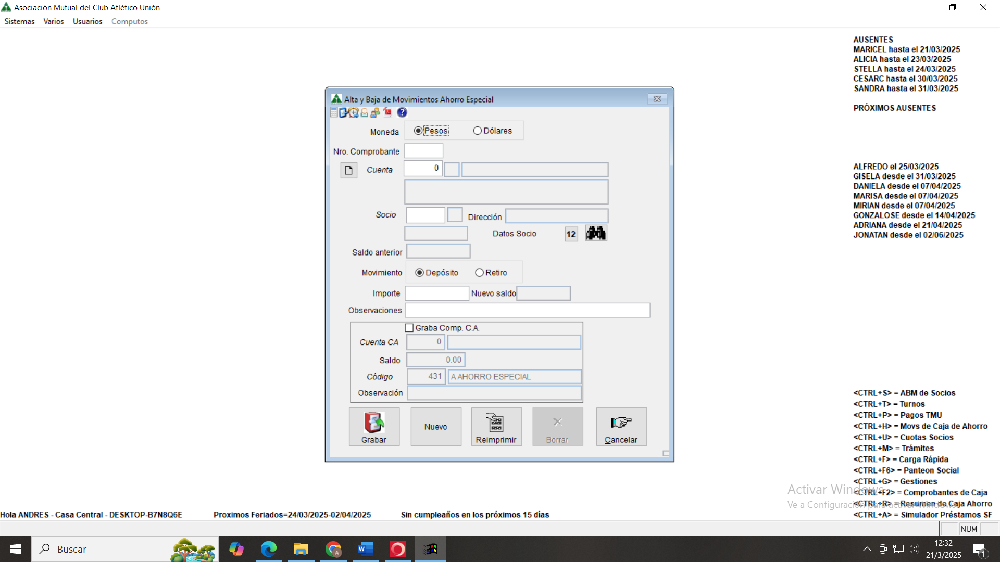 Asociación Mutual del Club Atlético Unión
Sistemas Varios Usuarios Computos
AUSENTES
MARICEL hasta el 21/03/2025
ALICIA hasta el 23/03/2025
STELLA hasta el 24/03/2025
CESARC hasta el 30/03/2025
SANDRA hasta el 31/03/2025
PRÓXIMOS AUSENTES
ALFREDO el 25/03/2025
GISELA desde el 31/03/2025
DANIELA desde el 07/04/2025
MARISA desde el 07/04/2025
MIRIAN desde el 07/04/2025
GONZALOSE desde el 14/04/2025
ADRIANA desde el 21/04/2025
JONATAN desde el 02/06/2025
Alta y Baja de Movimientos Ahorro Especial
Moneda Pesos Dólares
Nro. Comprobante
Cuenta 0
Socio Dirección
Datos Socio 12
Saldo anterior
Movimiento Depósito Retiro
Importe Nuevo saldo
Observaciones
Graba Comp. C.A.
Cuenta CA 0
Saldo 0.00
Código 431 A AHORRO ESPECIAL
Observación
Grabar Nuevo Reimprimir Borrar Cancelar
<CTRL+S> = ABM de Socios
<CTRL+T> = Turnos
<CTRL+P> = Pagos TMU
<CTRL+H> = Movs de Caja de Ahorro
<CTRL+U> = Cuotas Socios
<CTRL+M> = Trámites
<CTRL+F> = Carga Rápida
<CTRL+F6> = Panteon Social
<CTRL+G> = Gestiones
<CTRL+F2> = Comprobantes de Caja
<CTRL+R> = Resumen de Caja Ahorro
<CTRL+A> = Simulador Préstamos SF
Activar Windows
Ve a Configuración para activar Windows.
Hola ANDRES - Casa Central - DESKTOP-B7N8Q6E Proximos Feriados=24/03/2025-02/04/2025 Sin cumpleaños en los próximos 15 días
NUM
Buscar
12:32
21/3/2025
1